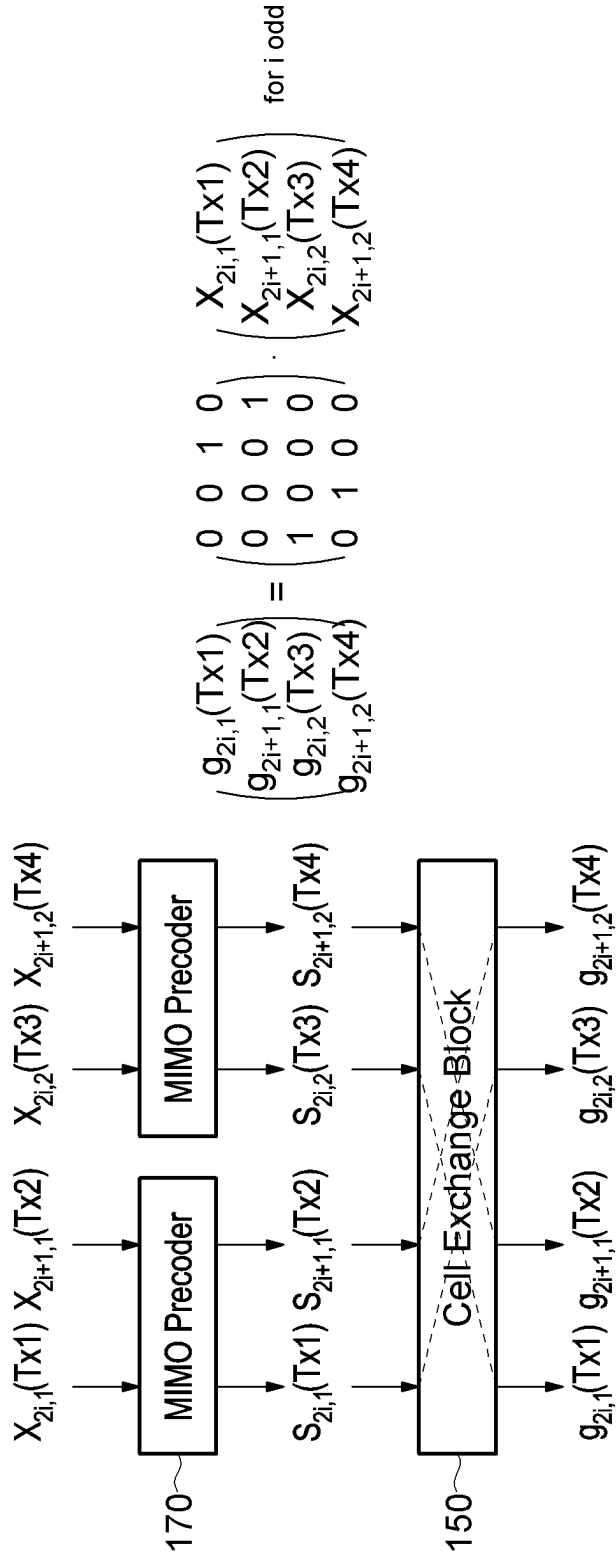 X₂ᵢ,₁(Tx1) X₂ᵢ₊₁,₁(Tx2) X₂ᵢ,₂(Tx3) X₂ᵢ₊₁,₂(Tx4)
170 MIMO Precoder MIMO Precoder
S₂ᵢ,₁(Tx1) S₂ᵢ₊₁,₁(Tx2) S₂ᵢ,₂(Tx3) S₂ᵢ₊₁,₂(Tx4)
150 Cell Exchange Block
g₂ᵢ,₁(Tx1) g₂ᵢ₊₁,₁(Tx2) g₂ᵢ,₂(Tx3) g₂ᵢ₊₁,₂(Tx4)
g₂ᵢ,₁(Tx1)
g₂ᵢ₊₁,₁(Tx2)
g₂ᵢ,₂(Tx3)
g₂ᵢ₊₁,₂(Tx4)
=
0 0 1 0
0 0 0 1
1 0 0 0
0 1 0 0
·
X₂ᵢ,₁(Tx1)
X₂ᵢ₊₁,₁(Tx2)
X₂ᵢ,₂(Tx3)
X₂ᵢ₊₁,₂(Tx4)
for i odd